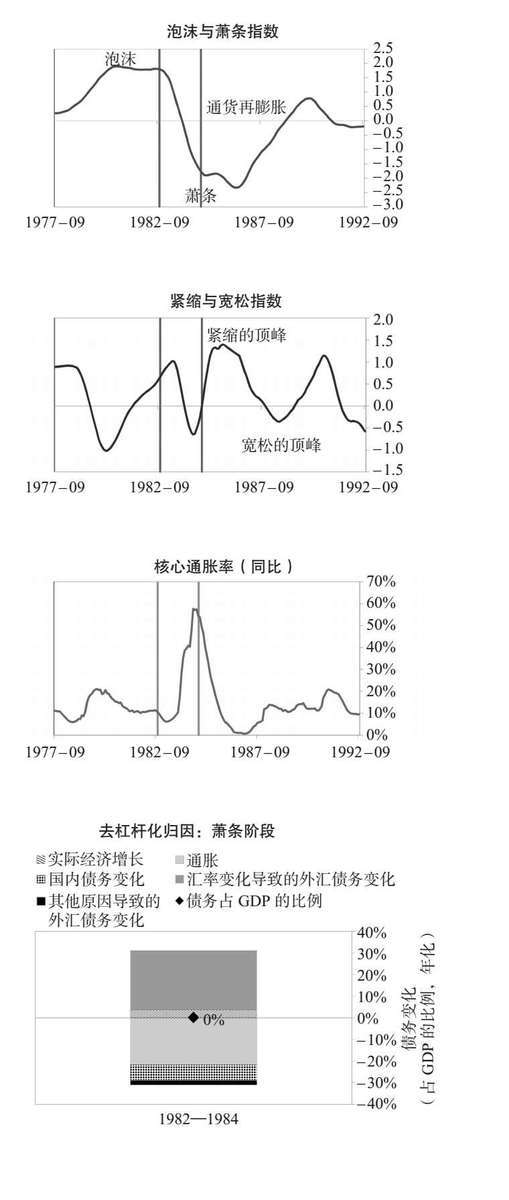 泡沫与萧条指数
泡沫
通货再膨胀
萧条
2.5
2.0
1.5
1.0
0.5
0.0
−0.5
−1.0
−1.5
−2.0
−2.5
−3.0
1977−09 1982−09 1987−09 1992−09
紧缩与宽松指数
紧缩的顶峰
宽松的顶峰
2.0
1.5
1.0
0.5
0.0
−0.5
−1.0
−1.5
1977−09 1982−09 1987−09 1992−09
核心通胀率（同比）
70%
60%
50%
40%
30%
20%
10%
0%
1977−09 1982−09 1987−09 1992−09
去杠杆化归因：萧条阶段
实际经济增长 通胀
国内债务变化 汇率变化导致的外汇债务变化
其他原因导致的 债务占 GDP 的比例
外汇债务变化
0%
40%
30%
20%
10%
0%
−10%
−20%
−30%
−40%
债务变化
（占 GDP 的比例，年化）
1982—1984